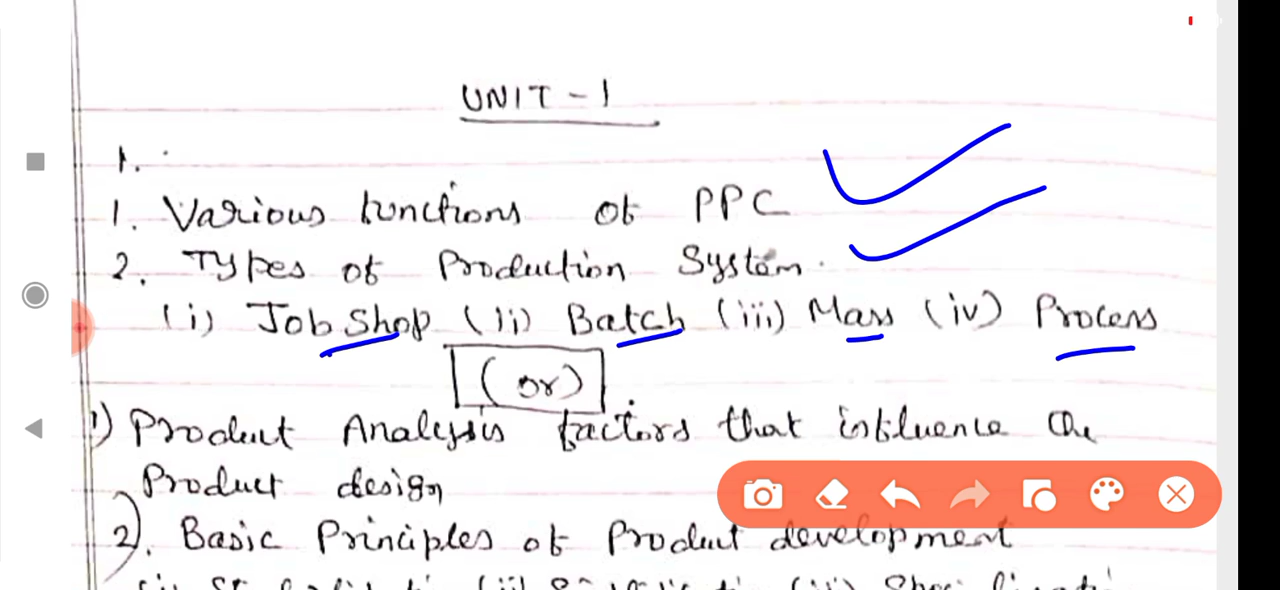 UNIT - 1
1.
1. Various functions of PPC
2. Types of Production System.
(i) Job Shop (ii) Batch (iii) Mass (iv) Process
(or)
1) Product Analysis factors that influence the
Product design
2). Basic Principles of Product development